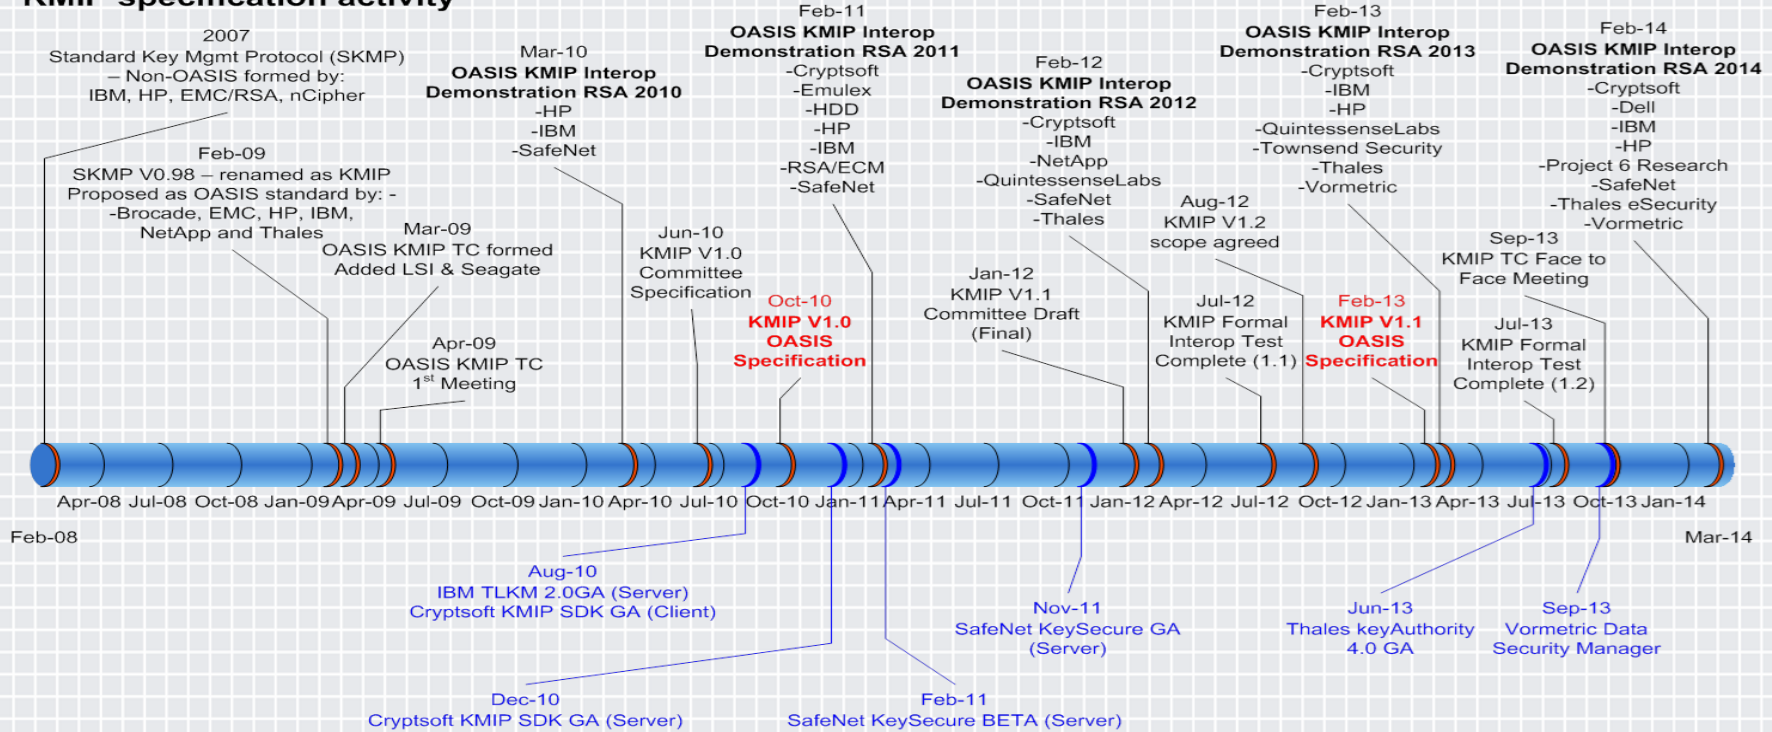 KMIP specification activity
2007
Standard Key Mgmt Protocol (SKMP)
– Non-OASIS formed by:
IBM, HP, EMC/RSA, nCipher
Feb-09
SKMP V0.98 – renamed as KMIP
Proposed as OASIS standard by: -
-Brocade, EMC, HP, IBM,
NetApp and Thales
Mar-09
OASIS KMIP TC formed
Added LSI & Seagate
Apr-09
OASIS KMIP TC
1st Meeting
Mar-10
OASIS KMIP Interop
Demonstration RSA 2010
-HP
-IBM
-SafeNet
Jun-10
KMIP V1.0
Committee
Specification
Oct-10
KMIP V1.0
OASIS
Specification
Feb-11
OASIS KMIP Interop
Demonstration RSA 2011
-Cryptsoft
-Emulex
-HDD
-HP
-IBM
-RSA/ECM
-SafeNet
Jan-12
KMIP V1.1
Committee Draft
(Final)
Feb-12
OASIS KMIP Interop
Demonstration RSA 2012
-Cryptsoft
-IBM
-NetApp
-QuintessenseLabs
-SafeNet
-Thales
Jul-12
KMIP Formal
Interop Test
Complete (1.1)
Aug-12
KMIP V1.2
scope agreed
Feb-13
KMIP V1.1
OASIS
Specification
Feb-13
OASIS KMIP Interop
Demonstration RSA 2013
-Cryptsoft
-IBM
-HP
-QuintessenseLabs
-Townsend Security
-Thales
-Vormetric
Jul-13
KMIP Formal
Interop Test
Complete (1.2)
Sep-13
KMIP TC Face to
Face Meeting
Feb-14
OASIS KMIP Interop
Demonstration RSA 2014
-Cryptsoft
-Dell
-IBM
-HP
-Project 6 Research
-SafeNet
-Thales eSecurity
-Vormetric
Apr-08 Jul-08 Oct-08 Jan-09 Apr-09 Jul-09 Oct-09 Jan-10 Apr-10 Jul-10 Oct-10 Jan-11 Apr-11 Jul-11 Oct-11 Jan-12 Apr-12 Jul-12 Oct-12 Jan-13 Apr-13 Jul-13 Oct-13 Jan-14
Feb-08
Mar-14
Aug-10
IBM TLKM 2.0GA (Server)
Cryptsoft KMIP SDK GA (Client)
Dec-10
Cryptsoft KMIP SDK GA (Server)
Feb-11
SafeNet KeySecure BETA (Server)
Nov-11
SafeNet KeySecure GA
(Server)
Jun-13
Thales keyAuthority
4.0 GA
Sep-13
Vormetric Data
Security Manager